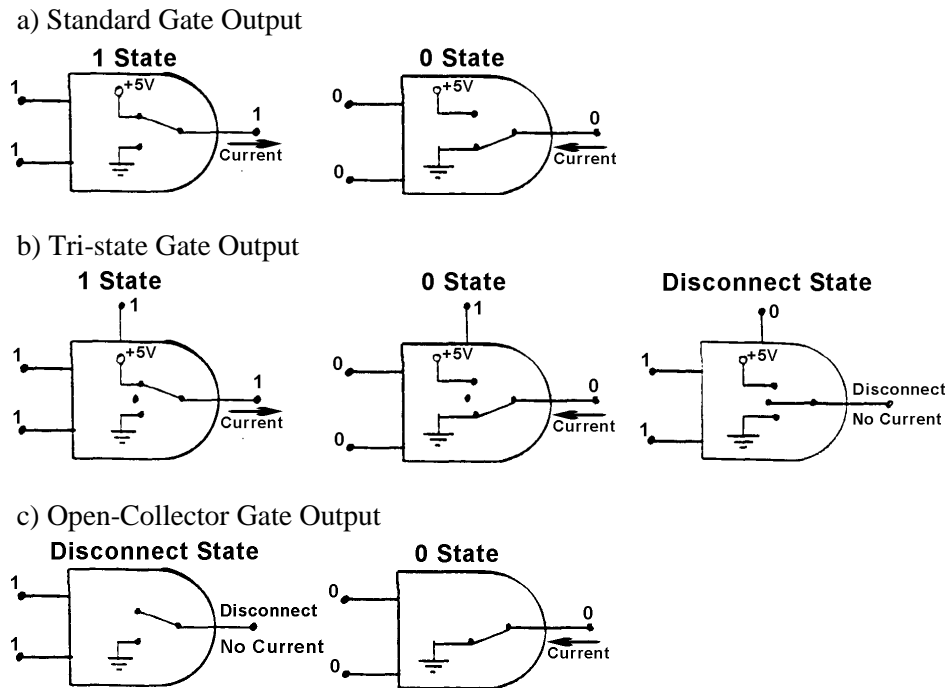 a) Standard Gate Output
1 State 0 State
+5V +5V
1 1 0 0
1 Current 0 Current
b) Tri-state Gate Output
1 State 0 State Disconnect State
1 1 0
+5V +5V +5V
1 1 0 0 1 Disconnect
1 Current 0 Current 1 No Current
c) Open-Collector Gate Output
Disconnect State 0 State
1 Disconnect 0 0
1 No Current 0 Current